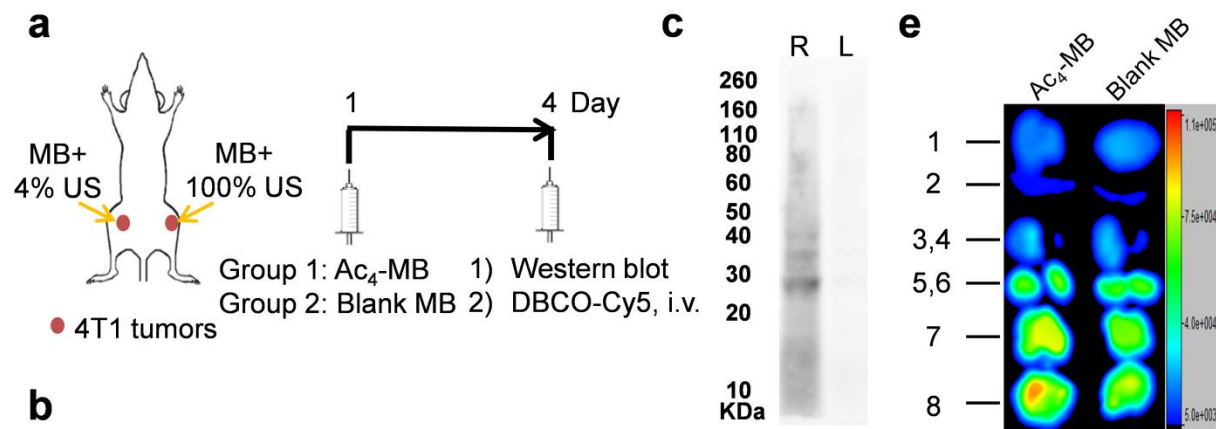 a
MB+
4% US
MB+
100% US
4T1 tumors
1
4 Day
Group 1: Ac₄-MB
Group 2: Blank MB
1) Western blot
2) DBCO-Cy5, i.v.
b
c
R L
260
160
110
80
60
50
40
30
20
10
KDa
e
Ac₄-MB
Blank MB
1
2
3,4
5,6
7
8
1.1e+005
7.5e+004
4.0e+004
5.0e+003